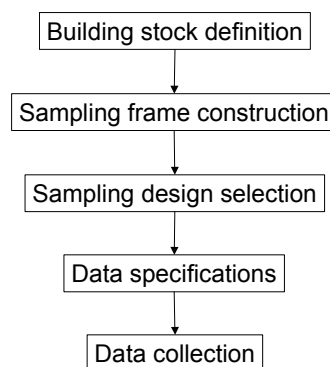 Building stock definition
Sampling frame construction
Sampling design selection
Data specifications
Data collection